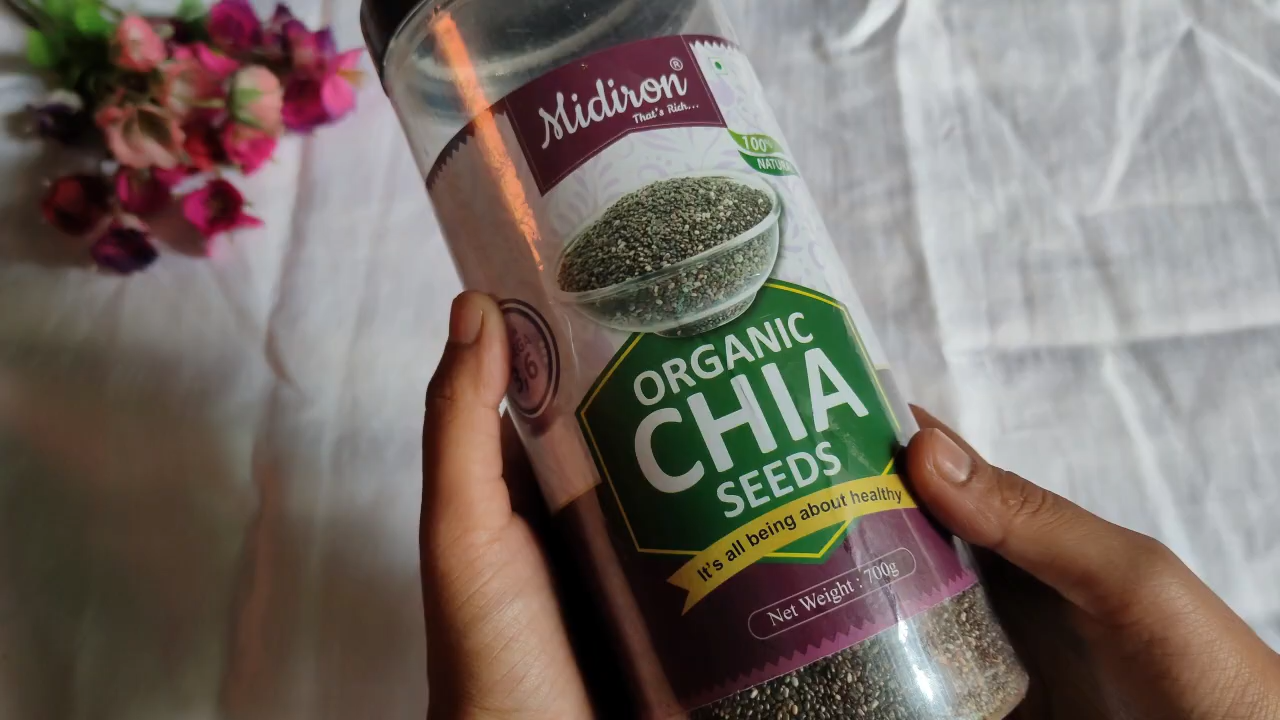 Midiron®
That's Rich...
100%
NATURAL
ORGANIC
CHIA
SEEDS
It's all being about healthy
Net Weight : 700g